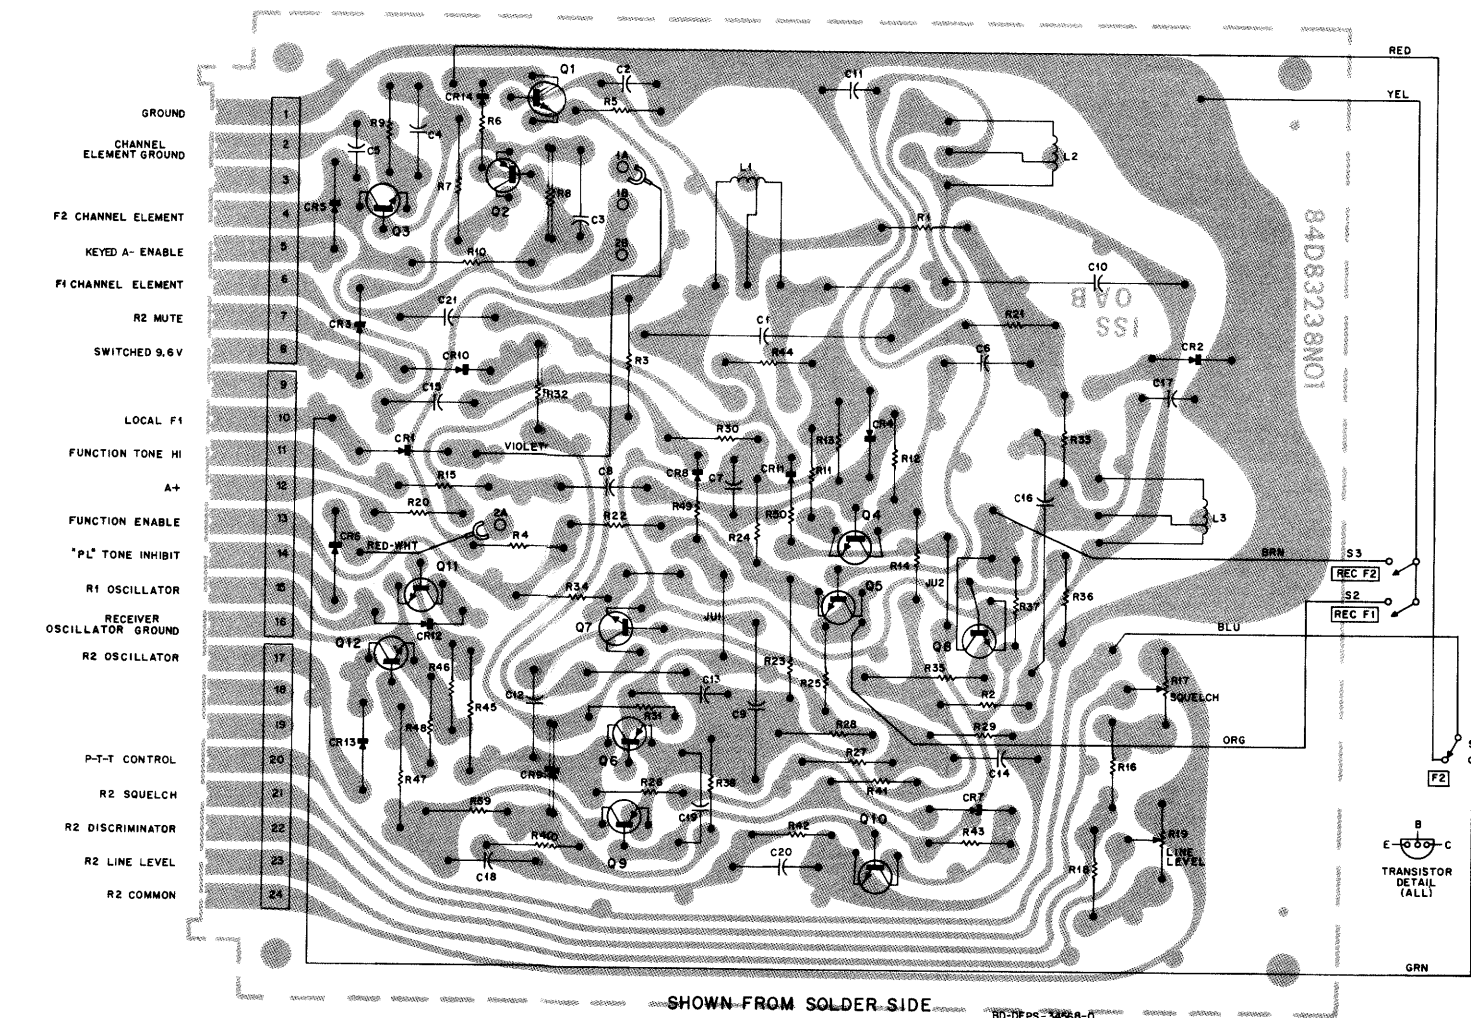 RED
YEL
GROUND
1
CHANNEL
ELEMENT GROUND
2
3
F2 CHANNEL ELEMENT
4
KEYED A- ENABLE
5
F1 CHANNEL ELEMENT
6
R2 MUTE
7
SWITCHED 9.6V
8
9
LOCAL F1
10
FUNCTION TONE HI
11
A+
12
FUNCTION ENABLE
13
"PL" TONE INHIBIT
14
R1 OSCILLATOR
15
RECEIVER
OSCILLATOR GROUND
16
R2 OSCILLATOR
17
18
19
P-T-T CONTROL
20
R2 SQUELCH
21
R2 DISCRIMINATOR
22
R2 LINE LEVEL
23
R2 COMMON
24
Q1
C2
C11
CR14
R5
R9
C4
R6
C5
1A
L1
L2
R7
R8
1B
CR5
Q3
Q2
C3
R1
2B
R10
C10
84D83238N01
OAB
ISS
C21
CR3
C1
R21
CR10
R3
R44
C6
CR2
C15
R32
C17
R30
R13
CR4
R33
CR1
VIOLET
R12
CR8
C7
CR11
R11
R15
C8
C16
R20
R49
R50
2A
R22
R24
Q4
L3
CR6
RED-WHT
R4
BRN
S3
REC F2
Q11
R14
JU2
Q5
R34
S2
R37
R36
REC F1
CR12
Q7
JU1
BLU
Q12
Q8
R46
R23
R35
R25
R17
SQUELCH
C12
C13
R2
R45
R31
C9
R48
R28
R29
CR13
ORG
Q6
R27
C14
R16
CR9
R47
R26
R38
R41
F2
R39
C19
CR7
Q10
R42
R43
R19
LINE
LEVEL
B
E
C
R40
Q9
C18
C20
R18
TRANSISTOR
DETAIL
(ALL)
GRN
SHOWN FROM SOLDER SIDE
BD-DEPS-34568-O